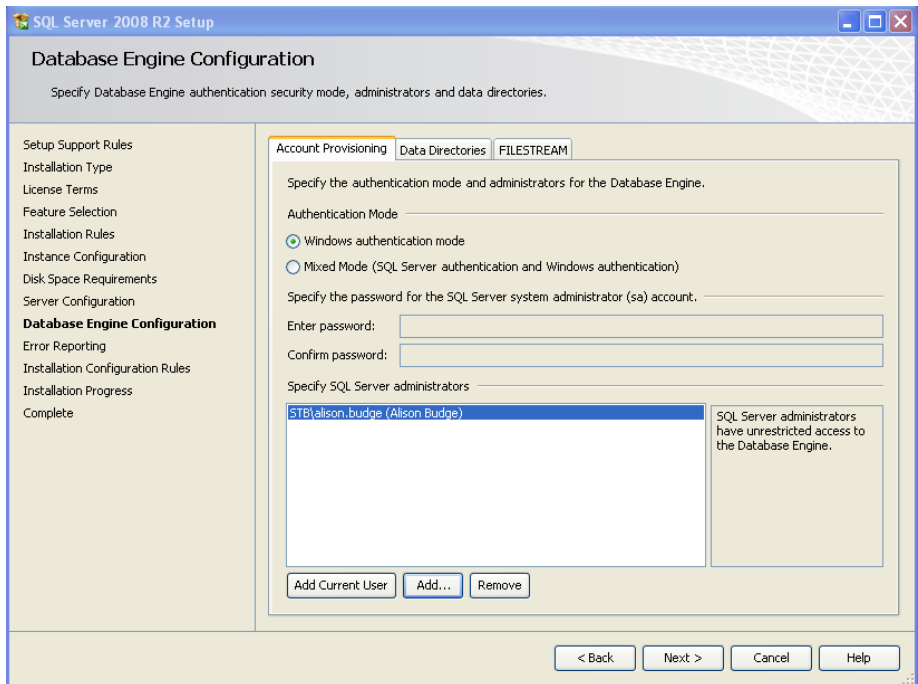 SQL Server 2008 R2 Setup
Database Engine Configuration
Specify Database Engine authentication security mode, administrators and data directories.
Setup Support Rules
Installation Type
License Terms
Feature Selection
Installation Rules
Instance Configuration
Disk Space Requirements
Server Configuration
Database Engine Configuration
Error Reporting
Installation Configuration Rules
Installation Progress
Complete
Account Provisioning Data Directories FILESTREAM
Specify the authentication mode and administrators for the Database Engine.
Authentication Mode
Windows authentication mode
Mixed Mode (SQL Server authentication and Windows authentication)
Specify the password for the SQL Server system administrator (sa) account.
Enter password:
Confirm password:
Specify SQL Server administrators
STB\alison.budge (Alison Budge)
SQL Server administrators
have unrestricted access to
the Database Engine.
Add Current User Add... Remove
< Back Next > Cancel Help